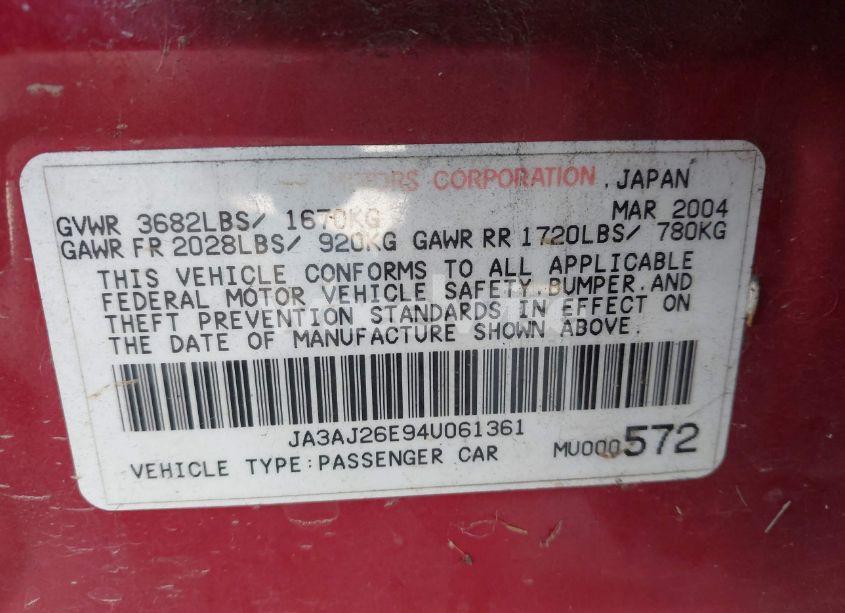 MOTORS CORPORATION , JAPAN
GVWR 3682LBS/ 1670KG MAR 2004
GAWR FR 2028LBS/ 920KG GAWR RR 1720LBS/ 780KG
THIS VEHICLE CONFORMS TO ALL APPLICABLE
FEDERAL MOTOR VEHICLE SAFETY, BUMPER, AND
THEFT PREVENTION STANDARDS IN EFFECT ON
THE DATE OF MANUFACTURE SHOWN ABOVE.
JA3AJ26E94U061361
VEHICLE TYPE:PASSENGER CAR MU000572